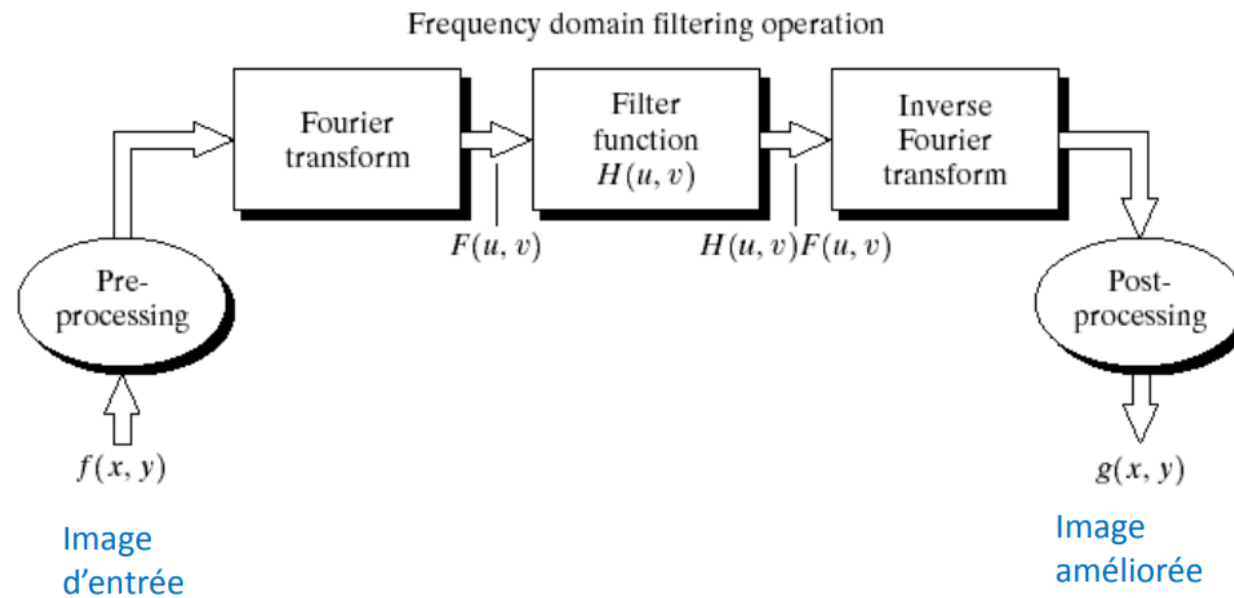 Frequency domain filtering operation
Fourier
transform
Filter
function
H(u, v)
Inverse
Fourier
transform
F(u, v)
H(u, v)F(u, v)
Pre-
processing
Post-
processing
f(x, y)
g(x, y)
Image
d’entrée
Image
améliorée